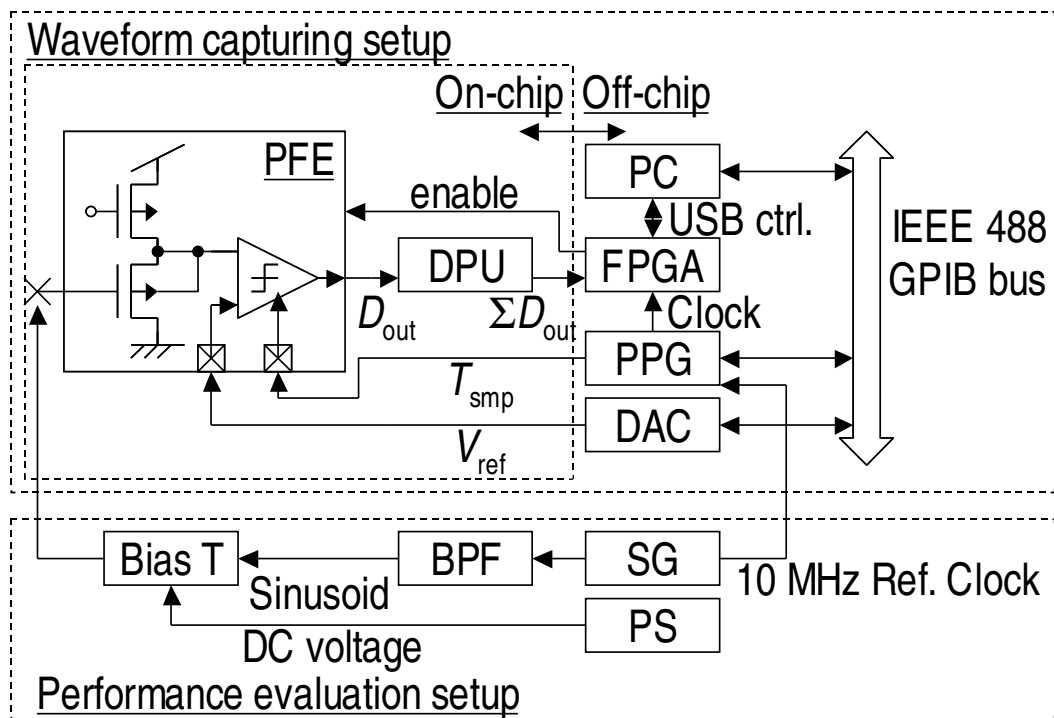 Waveform capturing setup
On-chip Off-chip
PFE
PC
enable
USB ctrl.
IEEE 488
GPIB bus
DPU
FPGA
Dout
ΣDout
Clock
PPG
Tsmp
DAC
Vref
Bias T
BPF
SG
10 MHz Ref. Clock
Sinusoid
PS
DC voltage
Performance evaluation setup